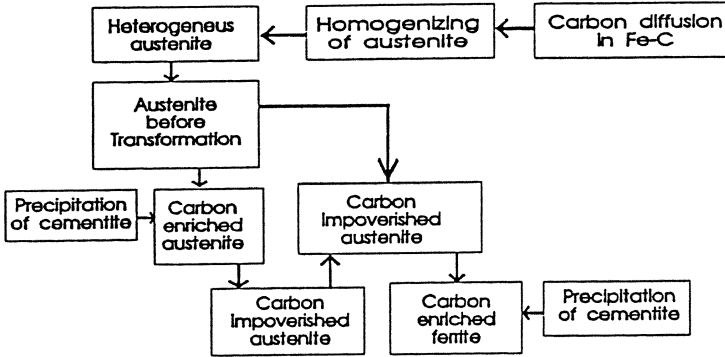 Heterogeneus
austenite
Homogenizing
of austenite
Carbon diffusion
in Fe-C
Austenite
before
Transformation
Precipitation
of cementite
Carbon
enriched
austenite
Carbon
impoverished
austenite
Carbon
impoverished
austenite
Carbon
enriched
ferrite
Precipitation
of cementite